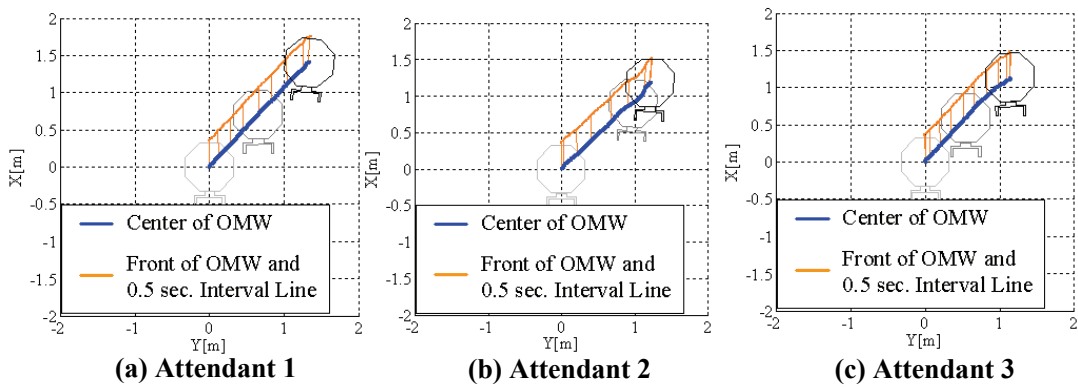 2
1.5
1
0.5
0
-0.5
-1
-1.5
-2
X[m]
Center of OMW
Front of OMW and
0.5 sec. Interval Line
-2
-1
0
1
2
Y[m]
(a) Attendant 1
2
1.5
1
0.5
0
-0.5
-1
-1.5
-2
X[m]
Center of OMW
Front of OMW and
0.5 sec. Interval Line
-2
-1
0
1
2
Y[m]
(b) Attendant 2
2
1.5
1
0.5
0
-0.5
-1
-1.5
-2
X[m]
Center of OMW
Front of OMW and
0.5 sec. Interval Line
-2
-1
0
1
2
Y[m]
(c) Attendant 3